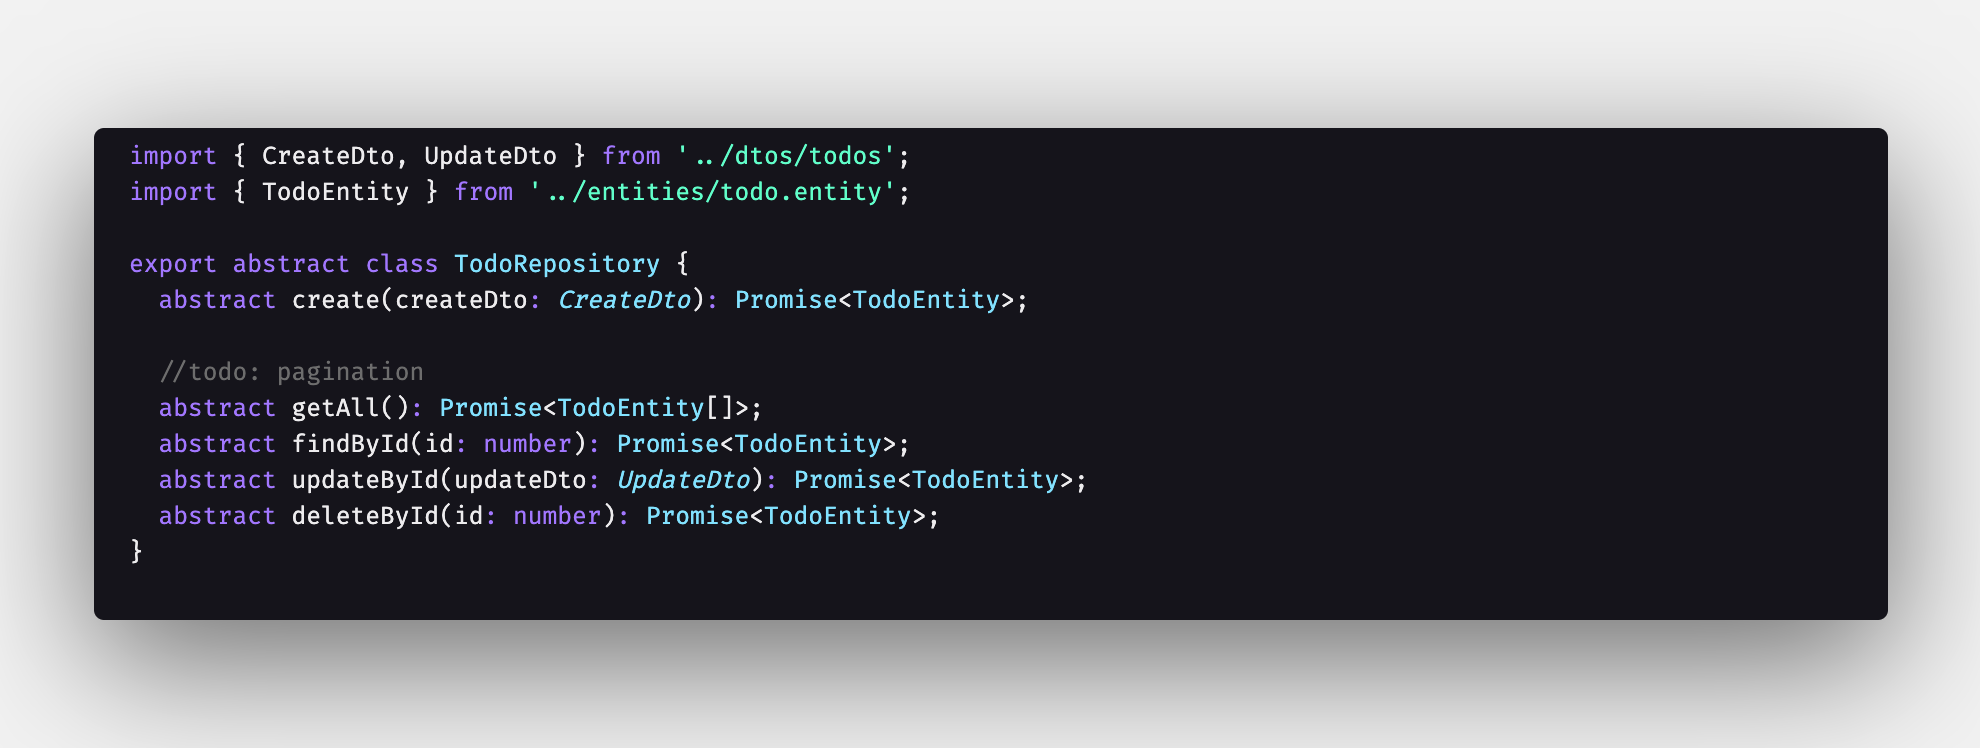 import { CreateDto, UpdateDto } from '../dtos/todos';
import { TodoEntity } from '../entities/todo.entity';
export abstract class TodoRepository {
abstract create(createDto: CreateDto): Promise<TodoEntity>;
//todo: pagination
abstract getAll(): Promise<TodoEntity[]>;
abstract findById(id: number): Promise<TodoEntity>;
abstract updateById(updateDto: UpdateDto): Promise<TodoEntity>;
abstract deleteById(id: number): Promise<TodoEntity>;
}